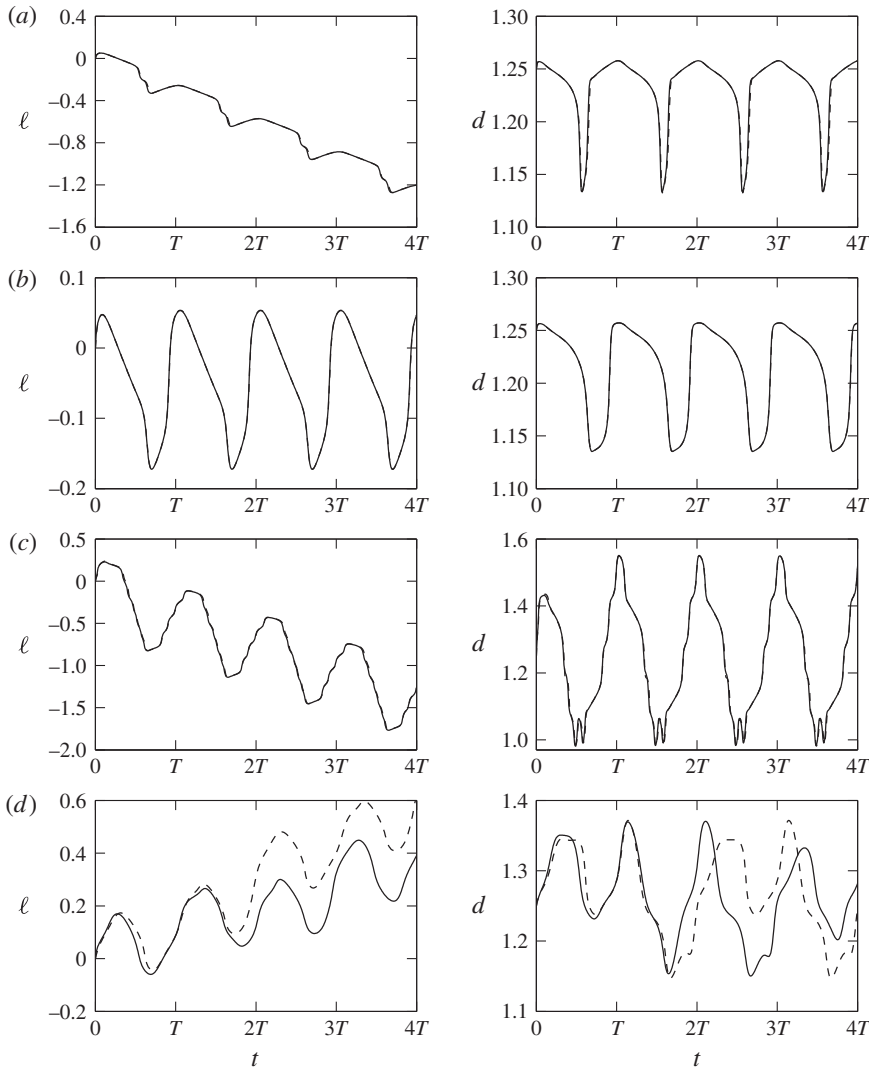 (a)
0.4
0
−0.4
−0.8
−1.2
−1.6
ℓ
0 T 2T 3T 4T
1.30
1.25
1.20
1.15
1.10
d
0 T 2T 3T 4T
(b)
0.1
0
−0.1
−0.2
ℓ
0 T 2T 3T 4T
1.30
1.25
1.20
1.15
1.10
d
0 T 2T 3T 4T
(c)
0.5
0
−0.5
−1.0
−1.5
−2.0
ℓ
0 T 2T 3T 4T
1.6
1.4
1.2
1.0
d
0 T 2T 3T 4T
(d)
0.6
0.4
0.2
0
−0.2
ℓ
0 T 2T 3T 4T
t
1.4
1.3
1.2
1.1
d
0 T 2T 3T 4T
t